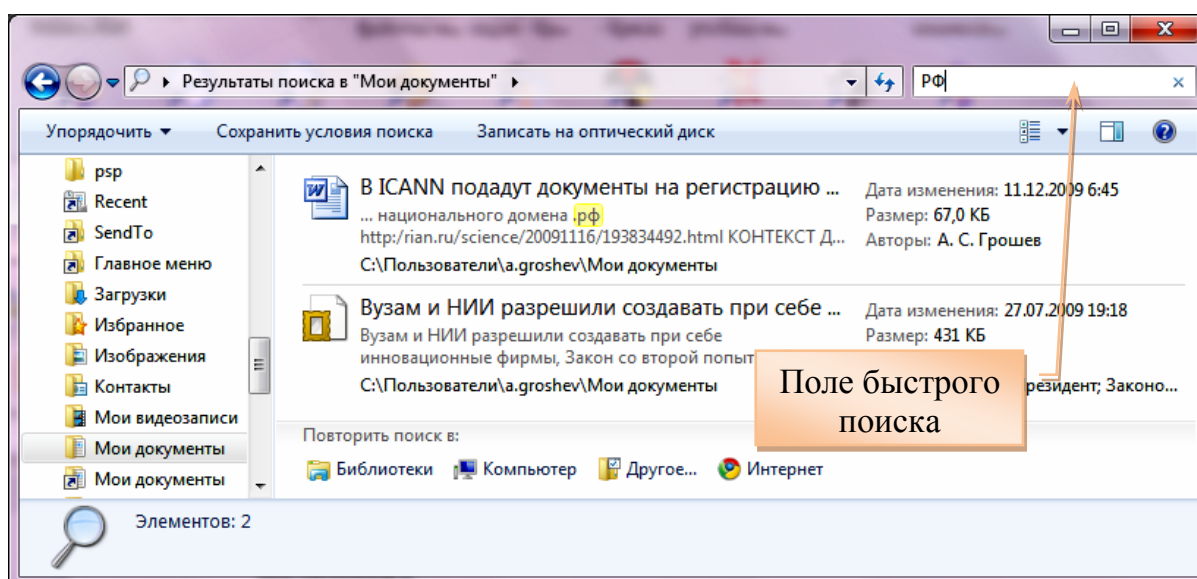 Результаты поиска в "Мои документы"
РФ
Упорядочить
Сохранить условия поиска
Записать на оптический диск
psp
Recent
SendTo
Главное меню
Загрузки
Избранное
Изображения
Контакты
Мои видеозаписи
Мои документы
Мои документы
В ICANN подадут документы на регистрацию ...
... национального домена .рф
http:/rian.ru/science/20091116/193834492.html КОНТЕКСТ Д...
C:\Пользователи\a.groshev\Мои документы
Дата изменения: 11.12.2009 6:45
Размер: 67,0 КБ
Авторы: А. С. Грошев
Вузам и НИИ разрешили создавать при себе ...
Вузам и НИИ разрешили создавать при себе
инновационные фирмы, Закон со второй
C:\Пользователи\a.groshev\Мои документы
Дата изменения: 27.07.2009 19:18
Размер: 431 КБ
Законо...
Поле быстрого
поиска
Повторить поиск в:
Библиотеки
Компьютер
Другое...
Интернет
Элементов: 2